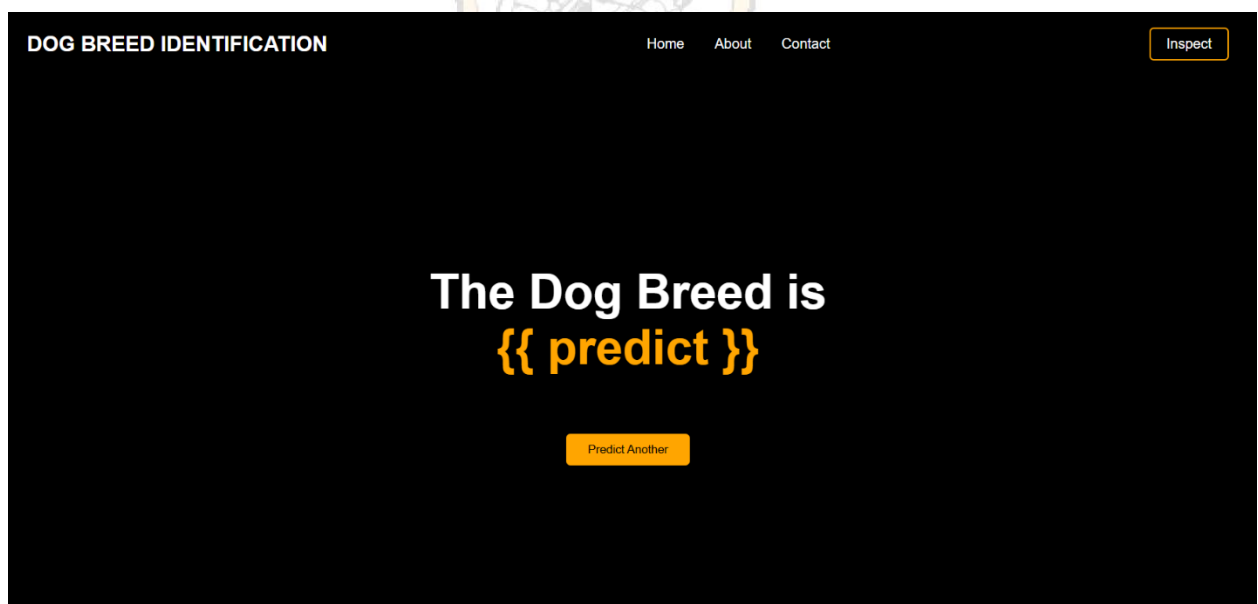 DOG BREED IDENTIFICATION Home About Contact Inspect
The Dog Breed is
{{ predict }}
Predict Another